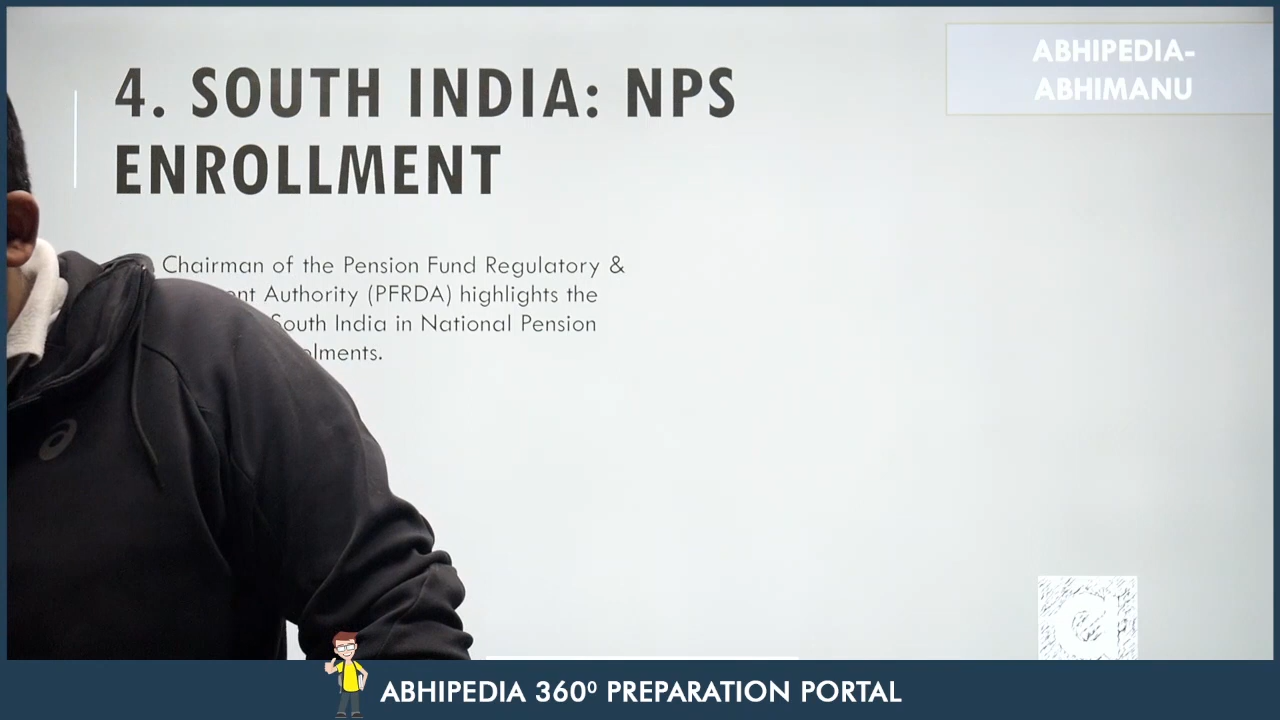 4. SOUTH INDIA: NPS
ENROLLMENT
ABHIPEDIA-
ABHIMANU
Chairman of the Pension Fund Regulatory &
Authority (PFRDA) highlights the
South India in National Pension
ABHIPEDIA 360º PREPARATION PORTAL